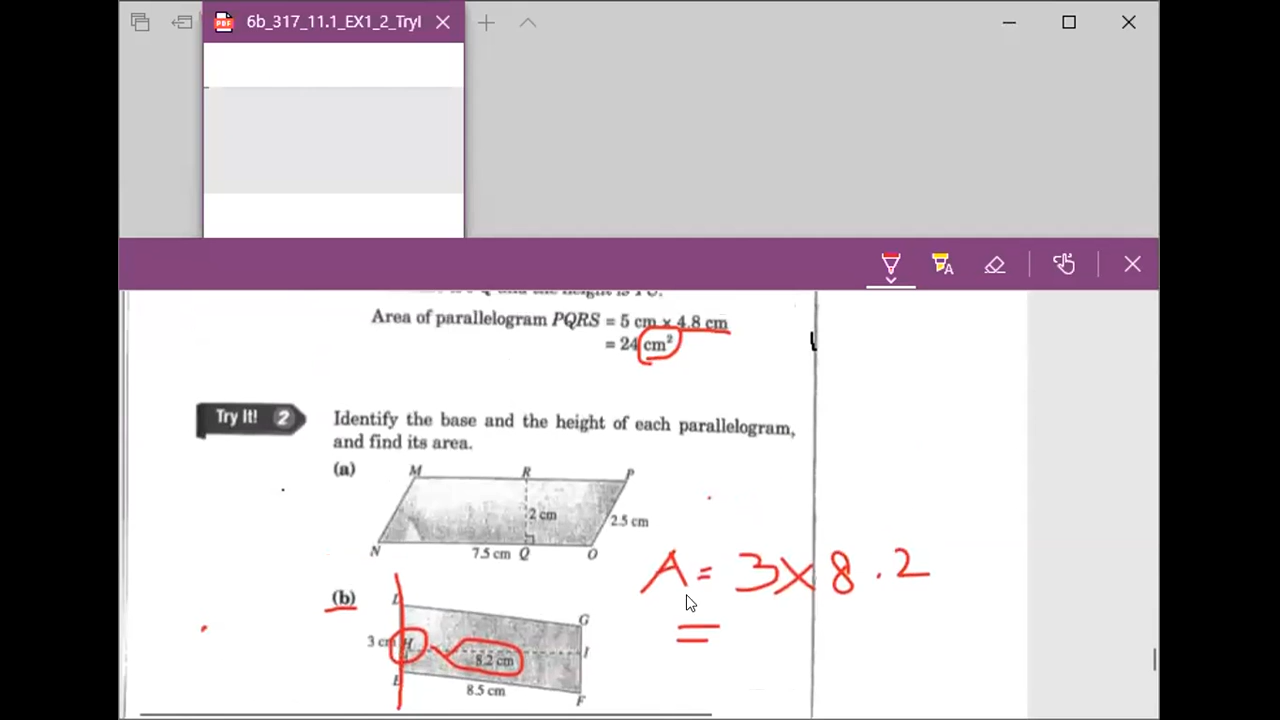 6b_317_11.1_EX1_2_TryI
Area of parallelogram PQRS = 5 cm × 4.8 cm
= 24 cm²
Try It! 2
Identify the base and the height of each parallelogram,
and find its area.
(a)
M R P
2 cm
2.5 cm
N 7.5 cm Q O
A = 3 × 8.2
=
(b)
G
3 cm H I
8.2 cm
8.5 cm
F